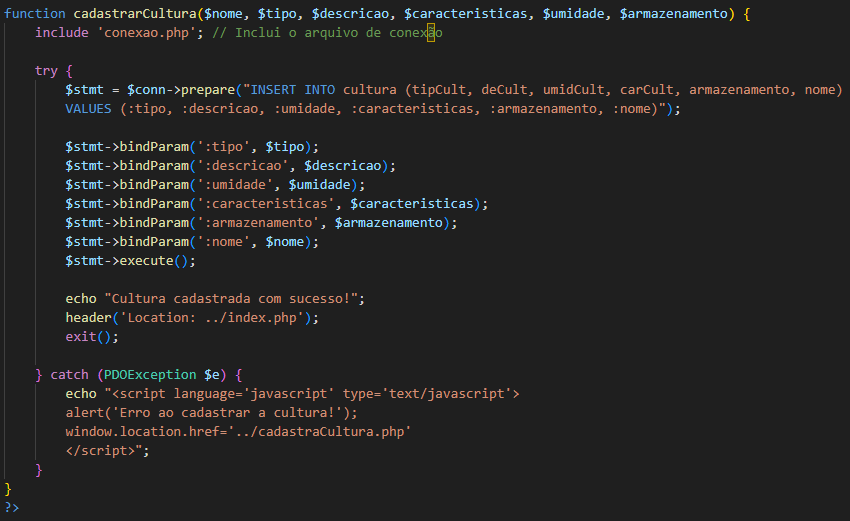 function cadastrarCultura($nome, $tipo, $descricao, $caracteristicas, $umidade, $armazenamento) {
include 'conexao.php'; // Inclui o arquivo de conexão
try {
$stmt = $conn->prepare("INSERT INTO cultura (tipCult, deCult, umidCult, carCult, armazenamento, nome)
VALUES (:tipo, :descricao, :umidade, :caracteristicas, :armazenamento, :nome)");
$stmt->bindParam(':tipo', $tipo);
$stmt->bindParam(':descricao', $descricao);
$stmt->bindParam(':umidade', $umidade);
$stmt->bindParam(':caracteristicas', $caracteristicas);
$stmt->bindParam(':armazenamento', $armazenamento);
$stmt->bindParam(':nome', $nome);
$stmt->execute();
echo "Cultura cadastrada com sucesso!";
header('Location: ../index.php');
exit();
} catch (PDOException $e) {
echo "<script language='javascript' type='text/javascript'>
alert('Erro ao cadastrar a cultura!');
window.location.href='../cadastraCultura.php'
</script>";
}
}
?>